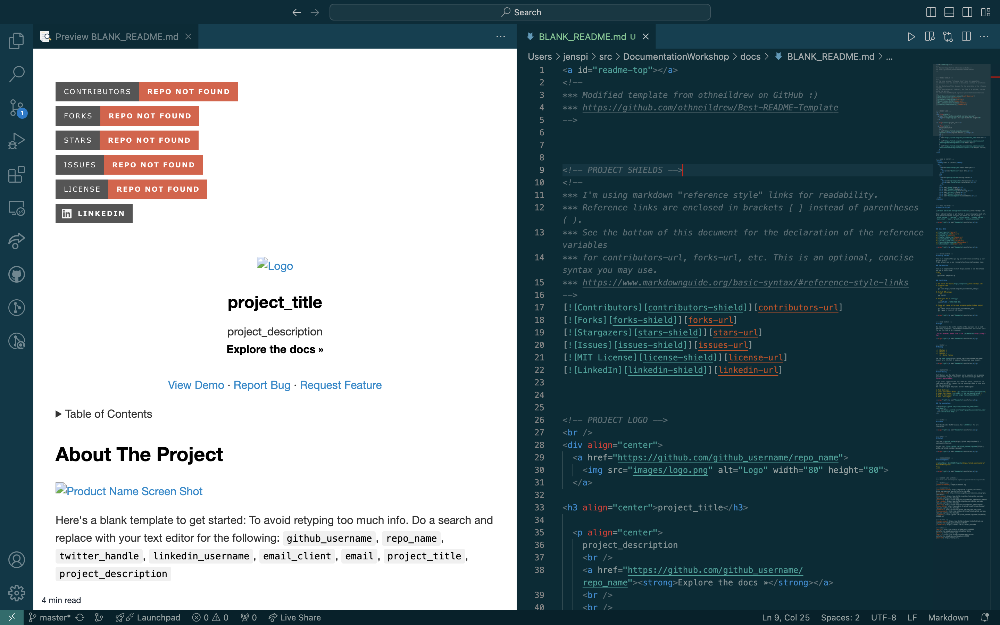 Search
Preview BLANK_README.md
CONTRIBUTORS REPO NOT FOUND
FORKS REPO NOT FOUND
STARS REPO NOT FOUND
ISSUES REPO NOT FOUND
LICENSE REPO NOT FOUND
in LINKEDIN
Logo
project_title
project_description
Explore the docs »
View Demo · Report Bug · Request Feature
Table of Contents
About The Project
Product Name Screen Shot
Here's a blank template to get started: To avoid retyping too much info. Do a search and
replace with your text editor for the following: github_username, repo_name,
twitter_handle, linkedin_username, email_client, email, project_title,
project_description
4 min read
BLANK_README.md U
Users > jenspi > src > DocumentationWorkshop > docs > BLANK_README.md > ...
1 <a id="readme-top"></a>
2 <!--
3 *** Modified template from othneildrew on GitHub :)
4 *** https://github.com/othneildrew/Best-README-Template
5 -->
6
7
8
9 <!-- PROJECT SHIELDS -->
10 <!--
11 *** I'm using markdown "reference style" links for readability.
12 *** Reference links are enclosed in brackets [ ] instead of parentheses
( ).
13 *** See the bottom of this document for the declaration of the reference
variables
14 *** for contributors-url, forks-url, etc. This is an optional, concise
syntax you may use.
15 *** https://www.markdownguide.org/basic-syntax/#reference-style-links
16 -->
17 [![Contributors][contributors-shield]][contributors-url]
18 [![Forks][forks-shield]][forks-url]
19 [![Stargazers][stars-shield]][stars-url]
20 [![Issues][issues-shield]][issues-url]
21 [![MIT License][license-shield]][license-url]
22 [![LinkedIn][linkedin-shield]][linkedin-url]
23
24
25
26 <!-- PROJECT LOGO -->
27 <br />
28 <div align="center">
29 <a href="https://github.com/github_username/repo_name">
30 <img src="images/logo.png" alt="Logo" width="80" height="80">
31 </a>
32
33 <h3 align="center">project_title</h3>
34
35 <p align="center">
36 project_description
37 <br />
38 <a href="https://github.com/github_username/
repo_name"><strong>Explore the docs »</strong></a>
39 <br />
40 <br />
1
master* Launchpad 0 0 0 Live Share
Ln 9, Col 25 Spaces: 2 UTF-8 LF Markdown